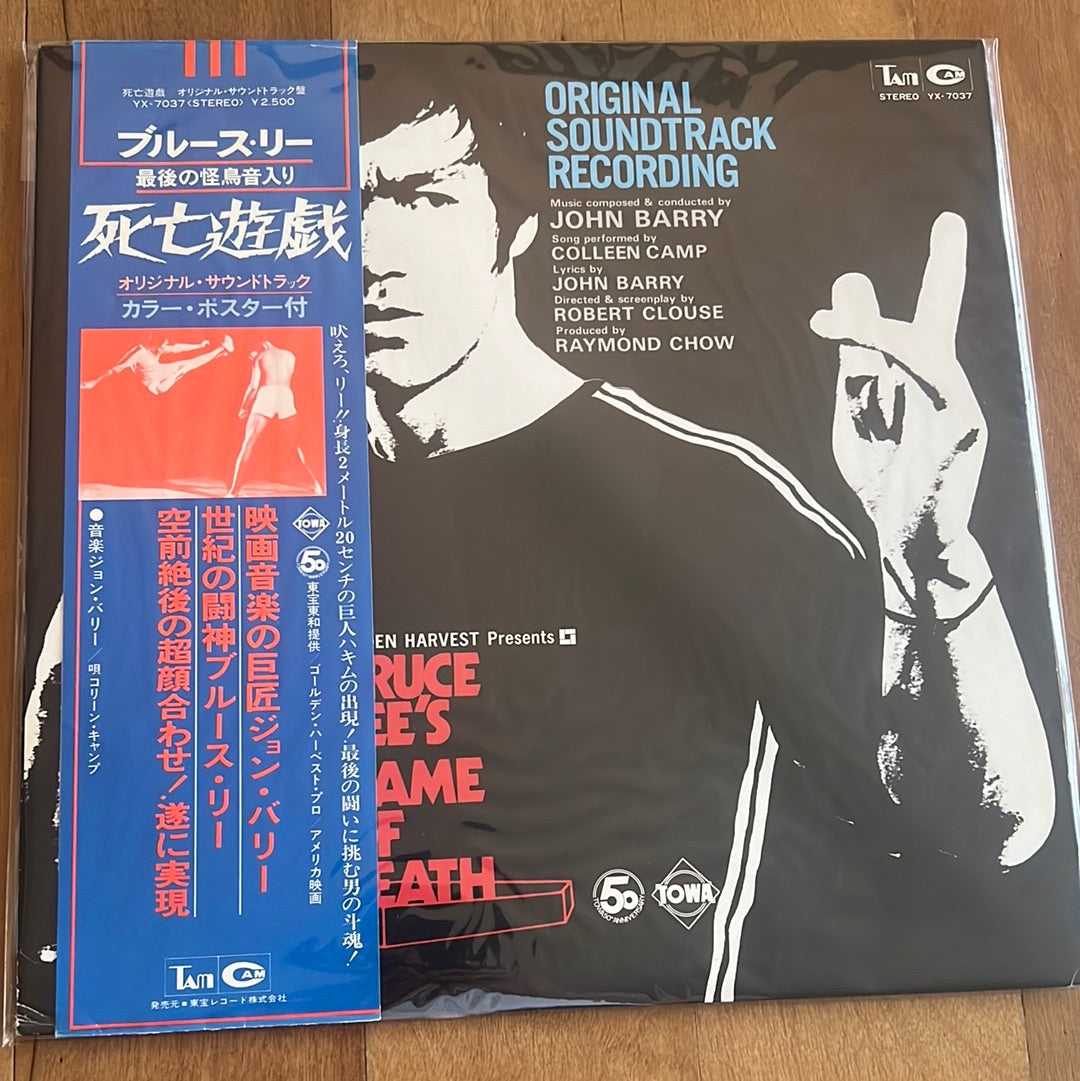 死亡遊戯 オリジナル・サウンドトラック盤
YX-7037<STEREO> ¥2,500
ブルース・リー
最後の怪鳥音入り
死亡遊戯
オリジナル・サウンドトラック
カラー・ポスター付
吠えろ、リー!!身長2メートル20センチの巨人ハキムの出現!最後の闘いに挑む男の斗魂!
TOWA
50
東宝東和提供/ゴールデン・ハーベスト・プロ/アメリカ映画
映画音楽の巨匠ジョン・バリー
世紀の闘神ブルース・リー
空前絶後の超顔合わせ!遂に実現
●音楽ジョン・バリー/唄コリーン・キャンプ
TAM CAM
発売元■東宝レコード株式会社
TAM CAM
STEREO YX-7037
ORIGINAL
SOUNDTRACK
RECORDING
Music composed & conducted by
JOHN BARRY
Song performed by
COLLEEN CAMP
Lyrics by
JOHN BARRY
Directed & screenplay by
ROBERT CLOUSE
Produced by
RAYMOND CHOW
EN HARVEST Presents
RUCE
EE'S
AME
F
EATH
50
TOWA 50TH ANNIVERSARY
TOWA